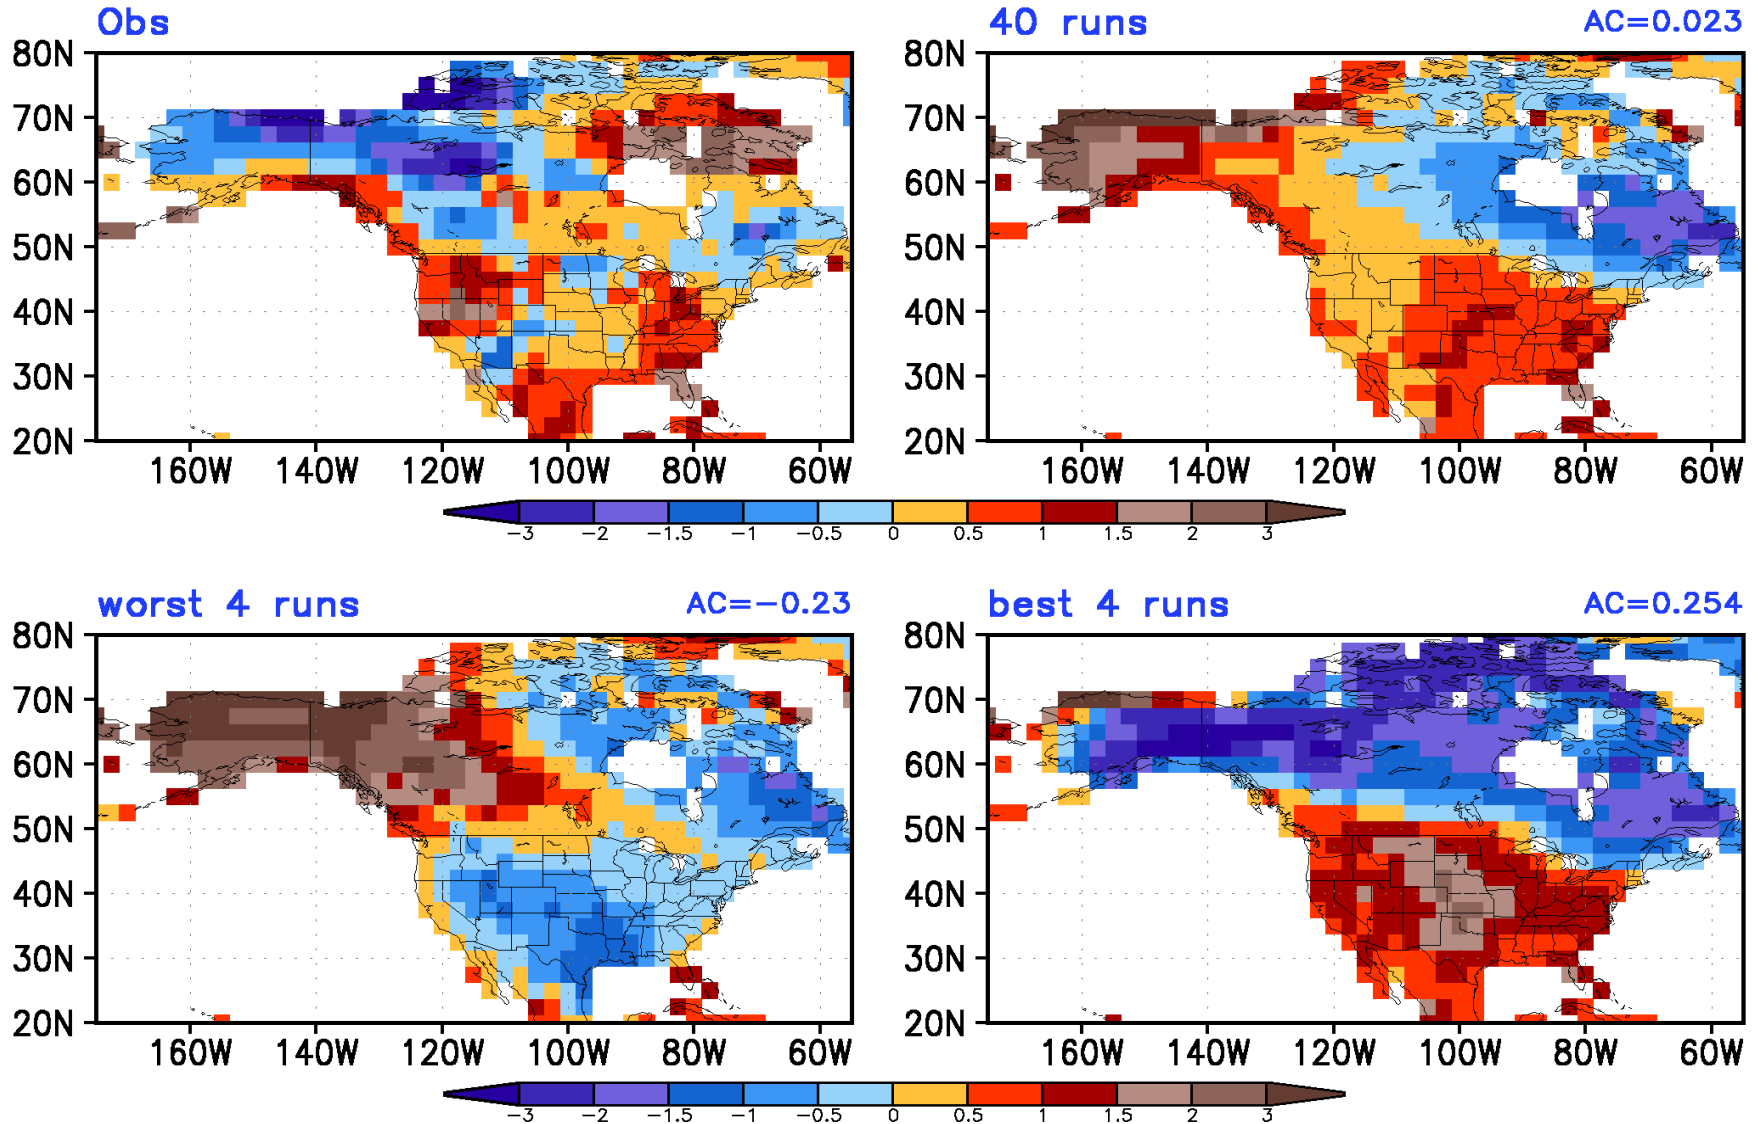 Obs
40 runs AC=0.023
80N
70N
60N
50N
40N
30N
20N
160W 140W 120W 100W 80W 60W
80N
70N
60N
50N
40N
30N
20N
160W 140W 120W 100W 80W 60W
−3 −2 −1.5 −1 −0.5 0 0.5 1 1.5 2 3
worst 4 runs AC=−0.23
best 4 runs AC=0.254
80N
70N
60N
50N
40N
30N
20N
160W 140W 120W 100W 80W 60W
80N
70N
60N
50N
40N
30N
20N
160W 140W 120W 100W 80W 60W
−3 −2 −1.5 −1 −0.5 0 0.5 1 1.5 2 3